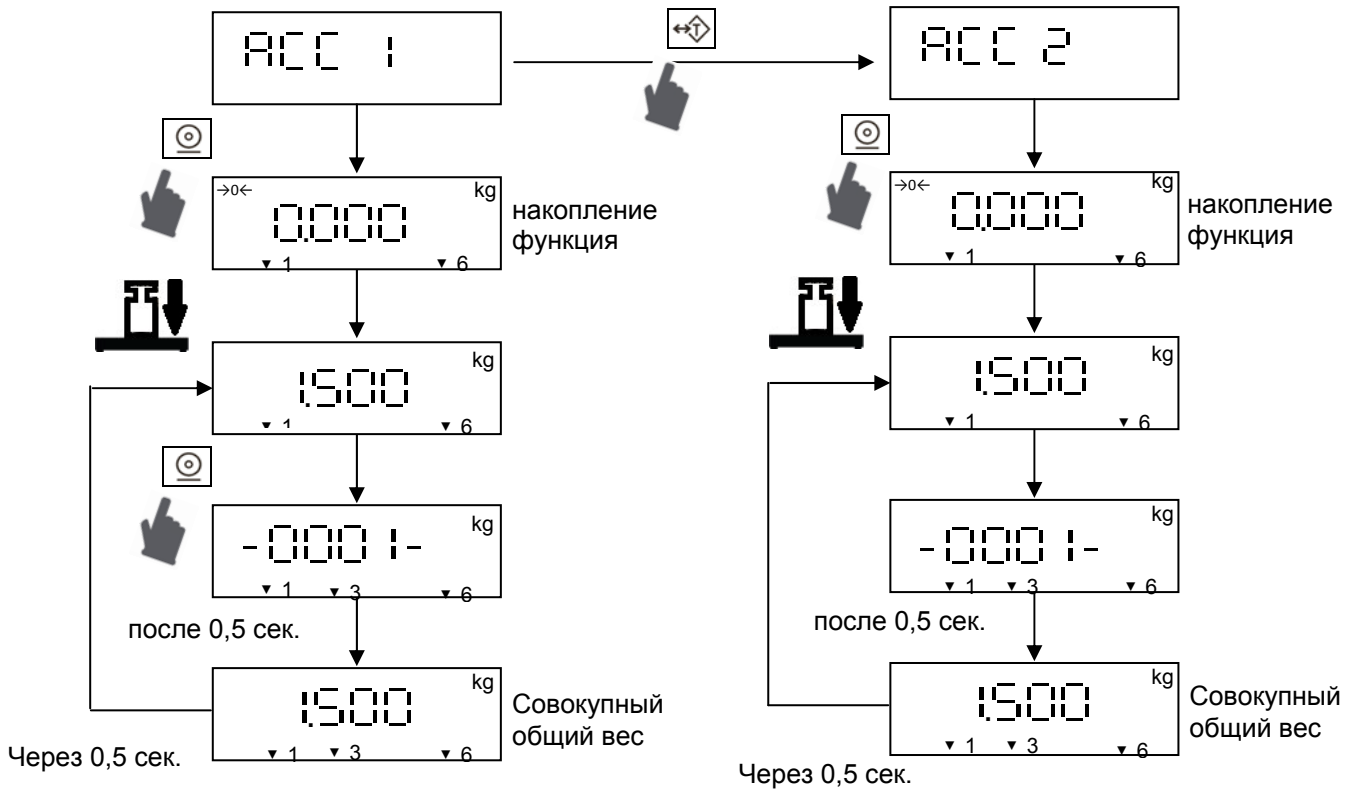 ACC 1
T
ACC 2
→0← kg
0.000
▼ 1 ▼ 6
накопление
функция
→0← kg
0.000
▼ 1 ▼ 6
накопление
функция
kg
1.500
▼ 1 ▼ 6
kg
1.500
▼ 1 ▼ 6
kg
-0001-
▼ 1 ▼ 3 ▼ 6
после 0,5 сек.
kg
-0001-
▼ 1 ▼ 3 ▼ 6
после 0,5 сек.
kg
1.500
▼ 1 ▼ 3 ▼ 6
Совокупный
общий вес
Через 0,5 сек.
kg
1.500
▼ 1 ▼ 3 ▼ 6
Совокупный
общий вес
Через 0,5 сек.